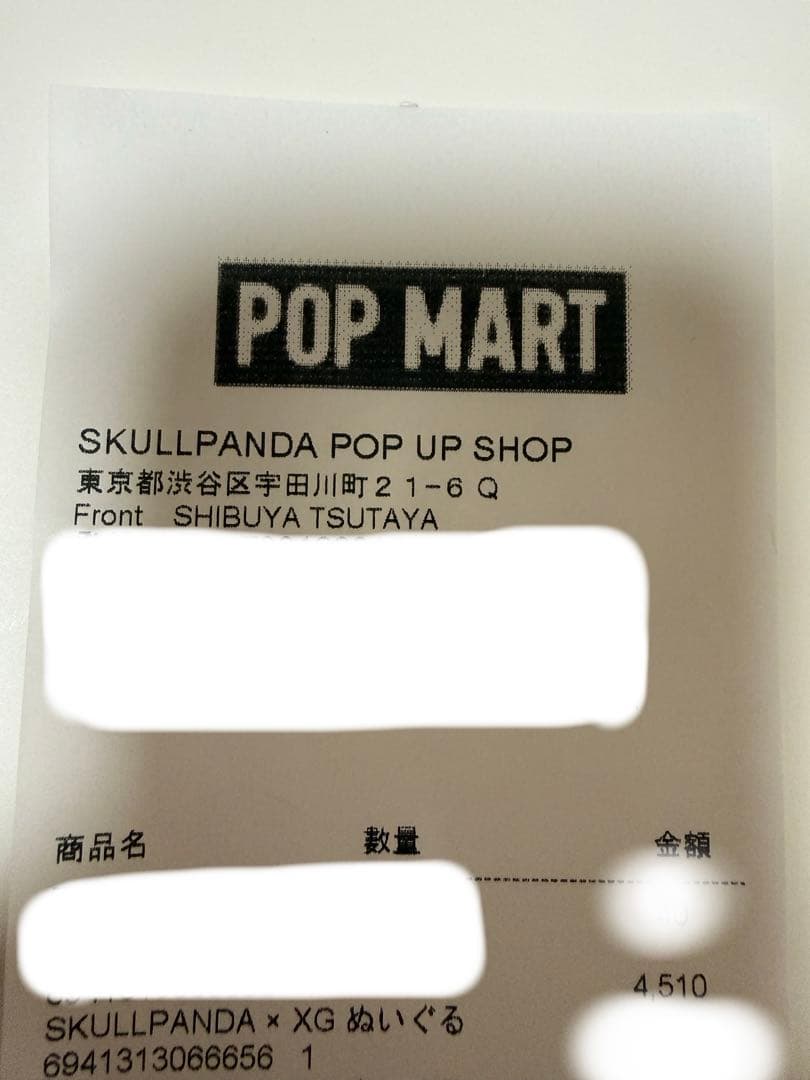 POP MART
SKULLPANDA POP UP SHOP
東京都渋谷区宇田川町２１−６ Ｑ
Front SHIBUYA TSUTAYA
商品名 數量 金額
4,510
SKULLPANDA × XG ぬいぐる
6941313066656 1